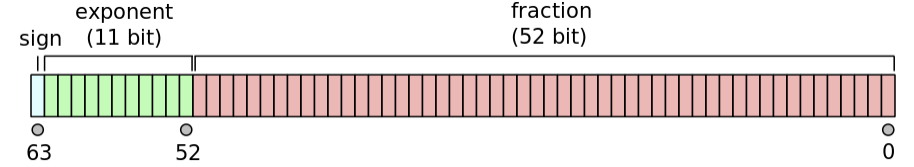 exponent
(11 bit)
sign
fraction
(52 bit)
63
52
0